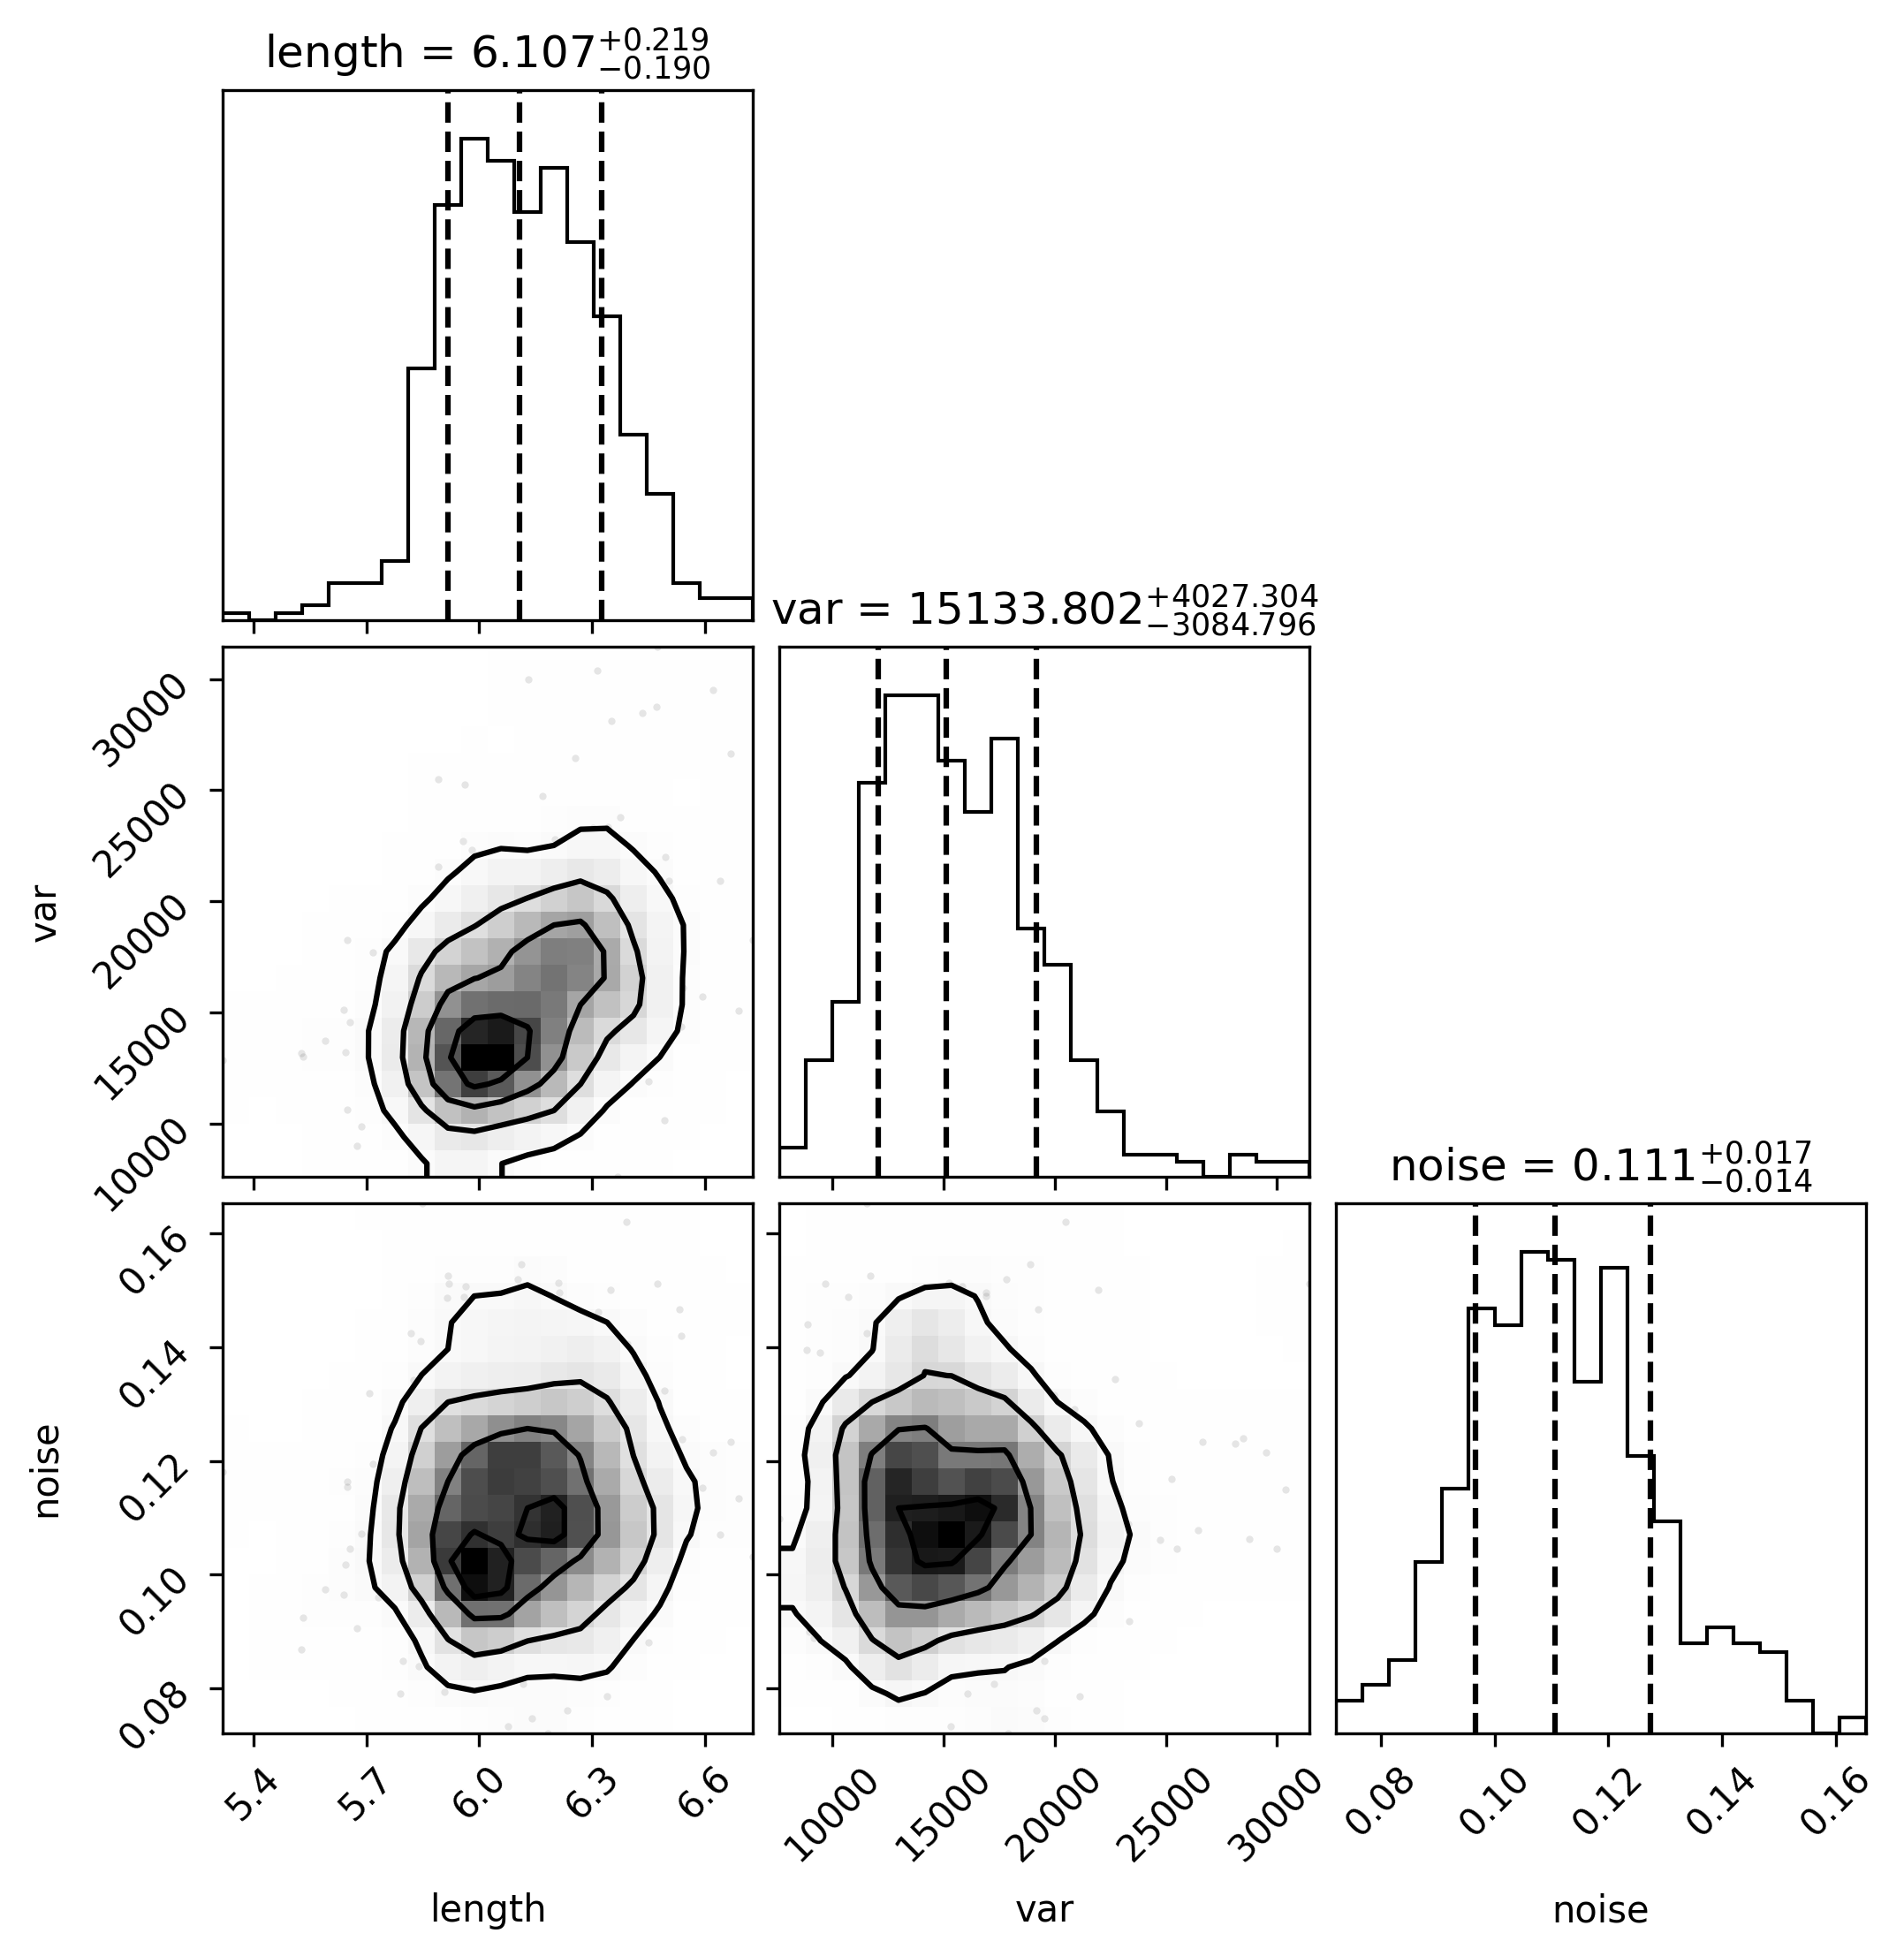 length = 6.107 +0.219 −0.190
var = 15133.802 +4027.304 −3084.796
30000
25000
20000
15000
10000
var
noise = 0.111 +0.017 −0.014
0.16
0.14
0.12
0.10
0.08
noise
5.4 5.7 6.0 6.3 6.6 10000 15000 20000 25000 30000 0.08 0.10 0.12 0.14 0.16
length var noise